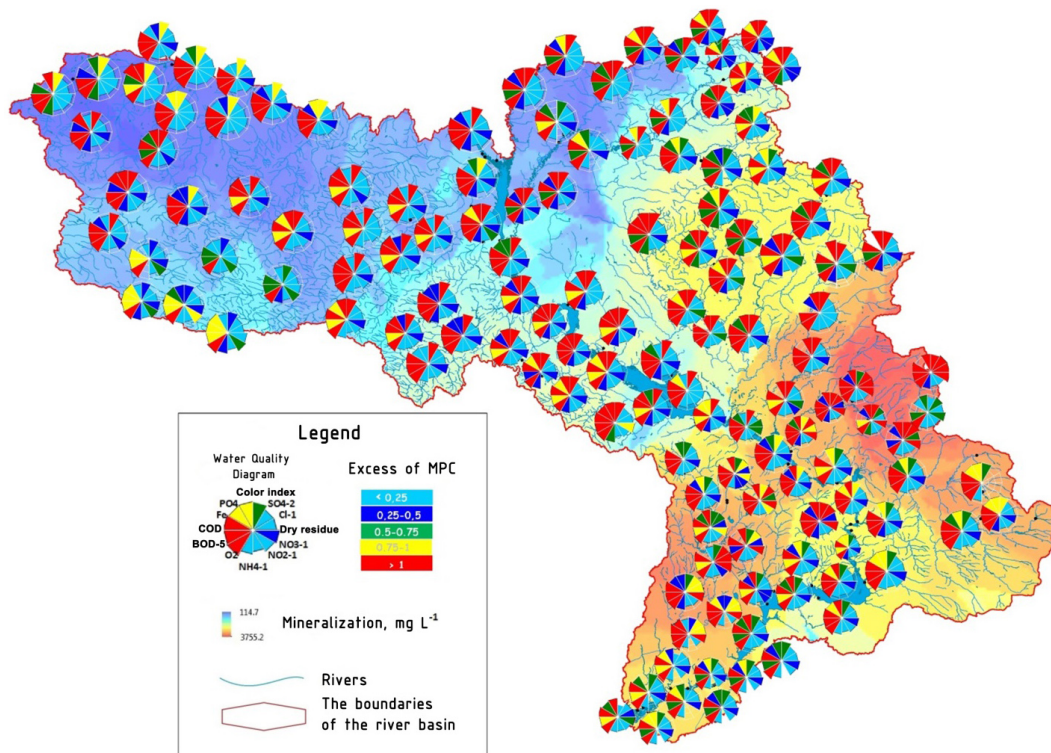 Legend
Water Quality
Diagram
Excess of MPC
Color index
PO4
SO4-2
Fe
Cl-1
COD
Dry residue
BOD-5
NO3-1
O2
NO2-1
NH4-1
< 0,25
0,25-0,5
0.5-0.75
0.75-1
> 1
114.7
3755.2
Mineralization, mg L-1
Rivers
The boundaries
of the river basin